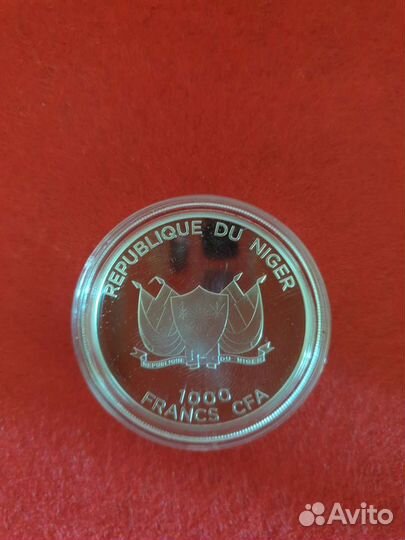 REPUBLIQUE DU NIGER
REPUBLIQUE DU NIGER
1000
FRANCS CFA
Avito